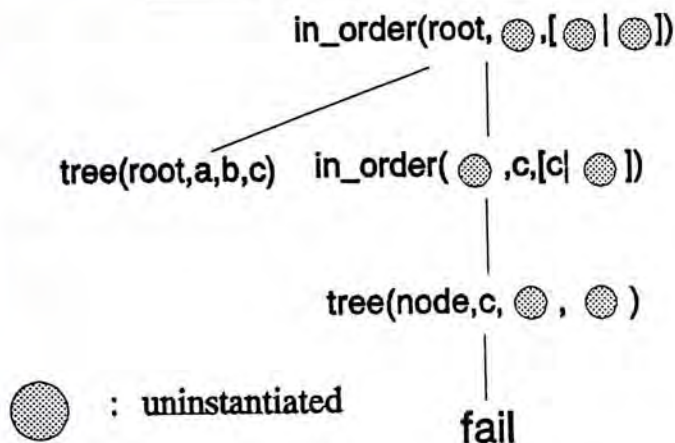 in_order(root, ,[ | ])
tree(root,a,b,c) in_order( ,c,[c| ])
tree(node,c, , )
: uninstantiated
fail